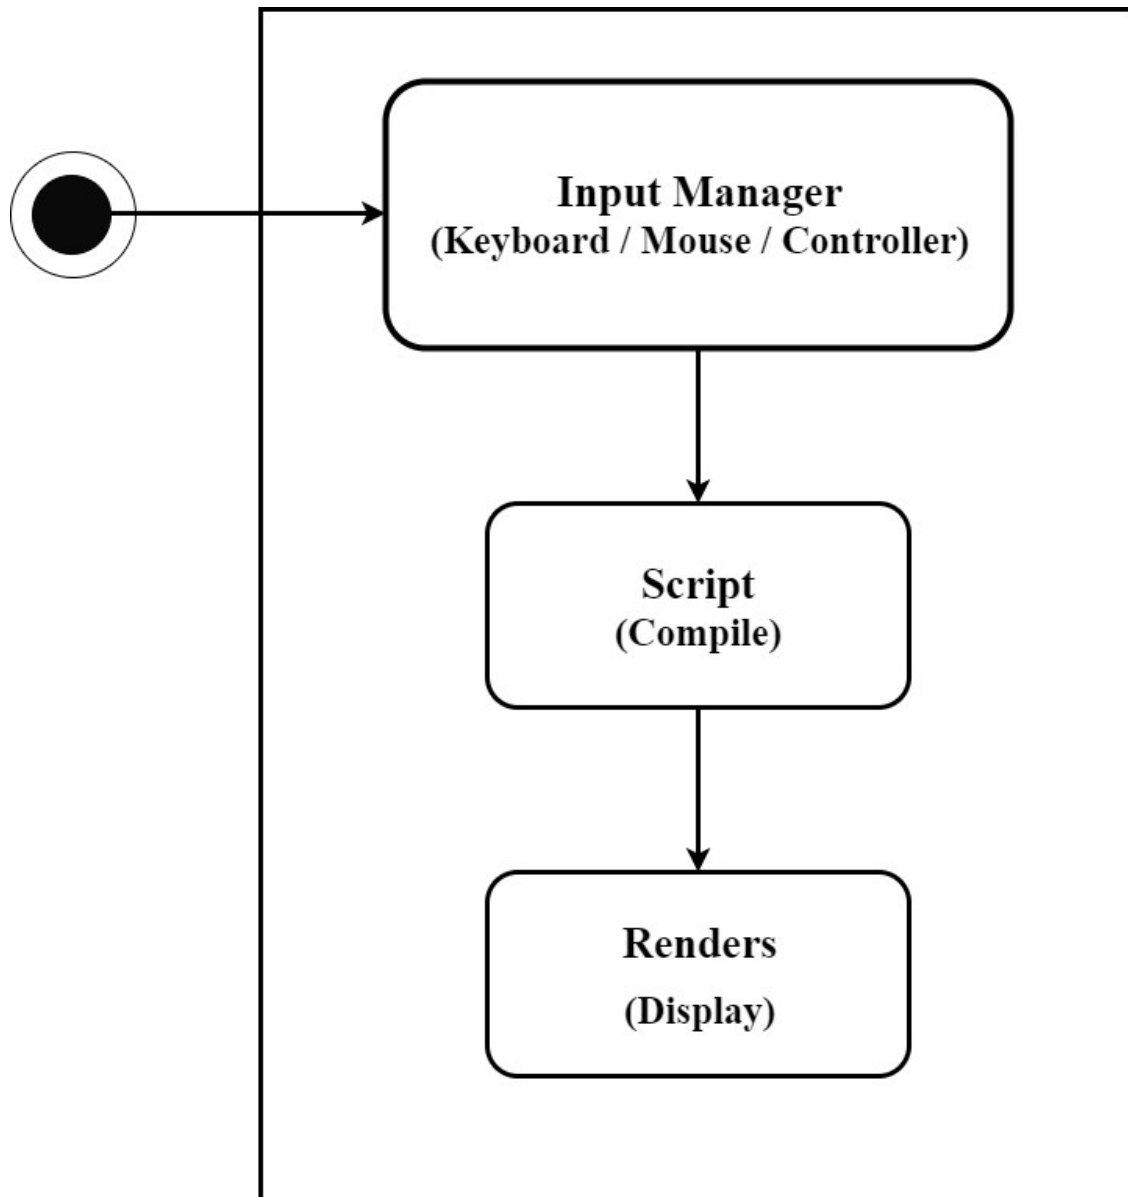 Input Manager
(Keyboard / Mouse / Controller)
Script
(Compile)
Renders
(Display)